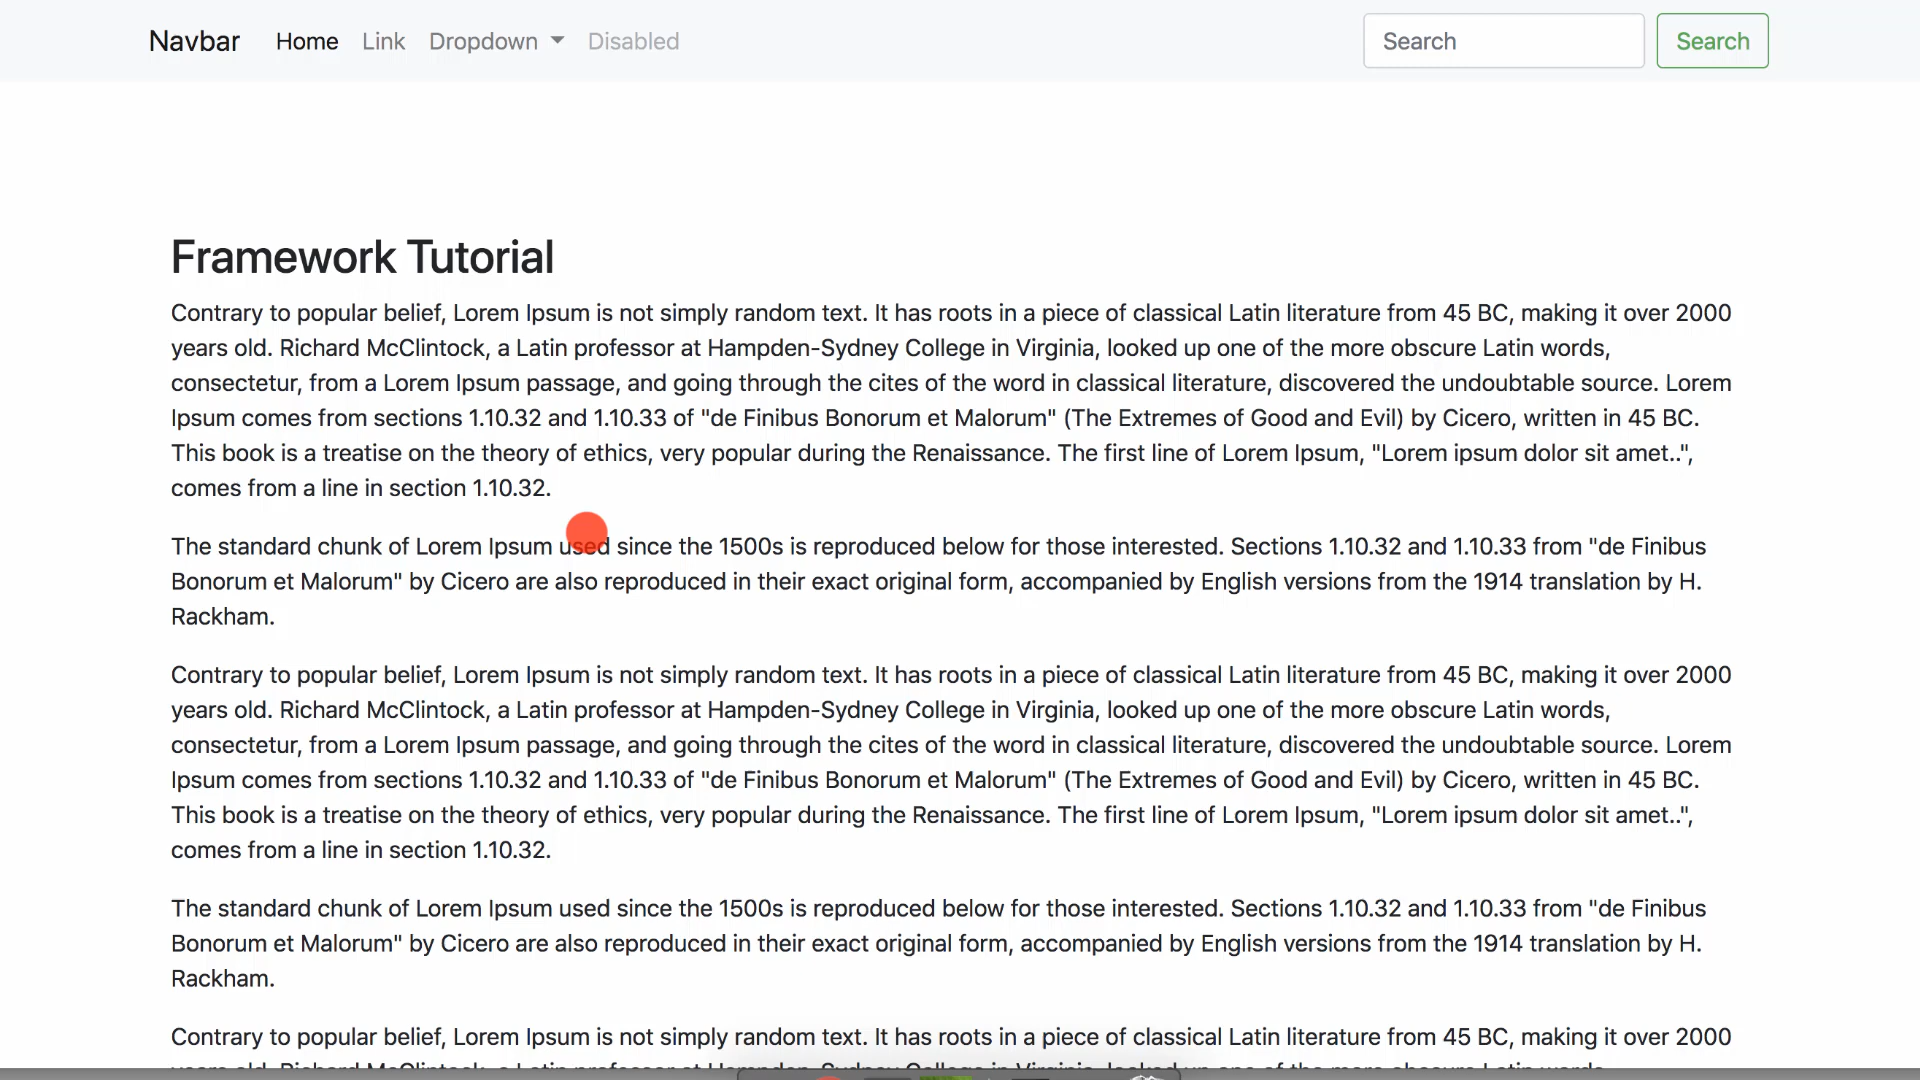 Navbar Home Link Dropdown Disabled Search Search
Framework Tutorial
Contrary to popular belief, Lorem Ipsum is not simply random text. It has roots in a piece of classical Latin literature from 45 BC, making it over 2000
years old. Richard McClintock, a Latin professor at Hampden-Sydney College in Virginia, looked up one of the more obscure Latin words,
consectetur, from a Lorem Ipsum passage, and going through the cites of the word in classical literature, discovered the undoubtable source. Lorem
Ipsum comes from sections 1.10.32 and 1.10.33 of "de Finibus Bonorum et Malorum" (The Extremes of Good and Evil) by Cicero, written in 45 BC.
This book is a treatise on the theory of ethics, very popular during the Renaissance. The first line of Lorem Ipsum, "Lorem ipsum dolor sit amet..",
comes from a line in section 1.10.32.
The standard chunk of Lorem Ipsum used since the 1500s is reproduced below for those interested. Sections 1.10.32 and 1.10.33 from "de Finibus
Bonorum et Malorum" by Cicero are also reproduced in their exact original form, accompanied by English versions from the 1914 translation by H.
Rackham.
Contrary to popular belief, Lorem Ipsum is not simply random text. It has roots in a piece of classical Latin literature from 45 BC, making it over 2000
years old. Richard McClintock, a Latin professor at Hampden-Sydney College in Virginia, looked up one of the more obscure Latin words,
consectetur, from a Lorem Ipsum passage, and going through the cites of the word in classical literature, discovered the undoubtable source. Lorem
Ipsum comes from sections 1.10.32 and 1.10.33 of "de Finibus Bonorum et Malorum" (The Extremes of Good and Evil) by Cicero, written in 45 BC.
This book is a treatise on the theory of ethics, very popular during the Renaissance. The first line of Lorem Ipsum, "Lorem ipsum dolor sit amet..",
comes from a line in section 1.10.32.
The standard chunk of Lorem Ipsum used since the 1500s is reproduced below for those interested. Sections 1.10.32 and 1.10.33 from "de Finibus
Bonorum et Malorum" by Cicero are also reproduced in their exact original form, accompanied by English versions from the 1914 translation by H.
Rackham.
Contrary to popular belief, Lorem Ipsum is not simply random text. It has roots in a piece of classical Latin literature from 45 BC, making it over 2000